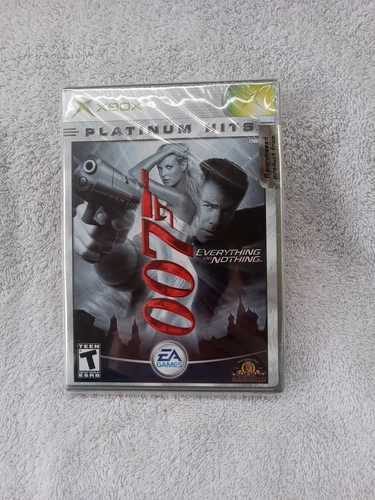 XBOX
PLATINUM HITS
007
EVERYTHING
OR NOTHING.
TEEN
T
ESRB
EA
GAMES